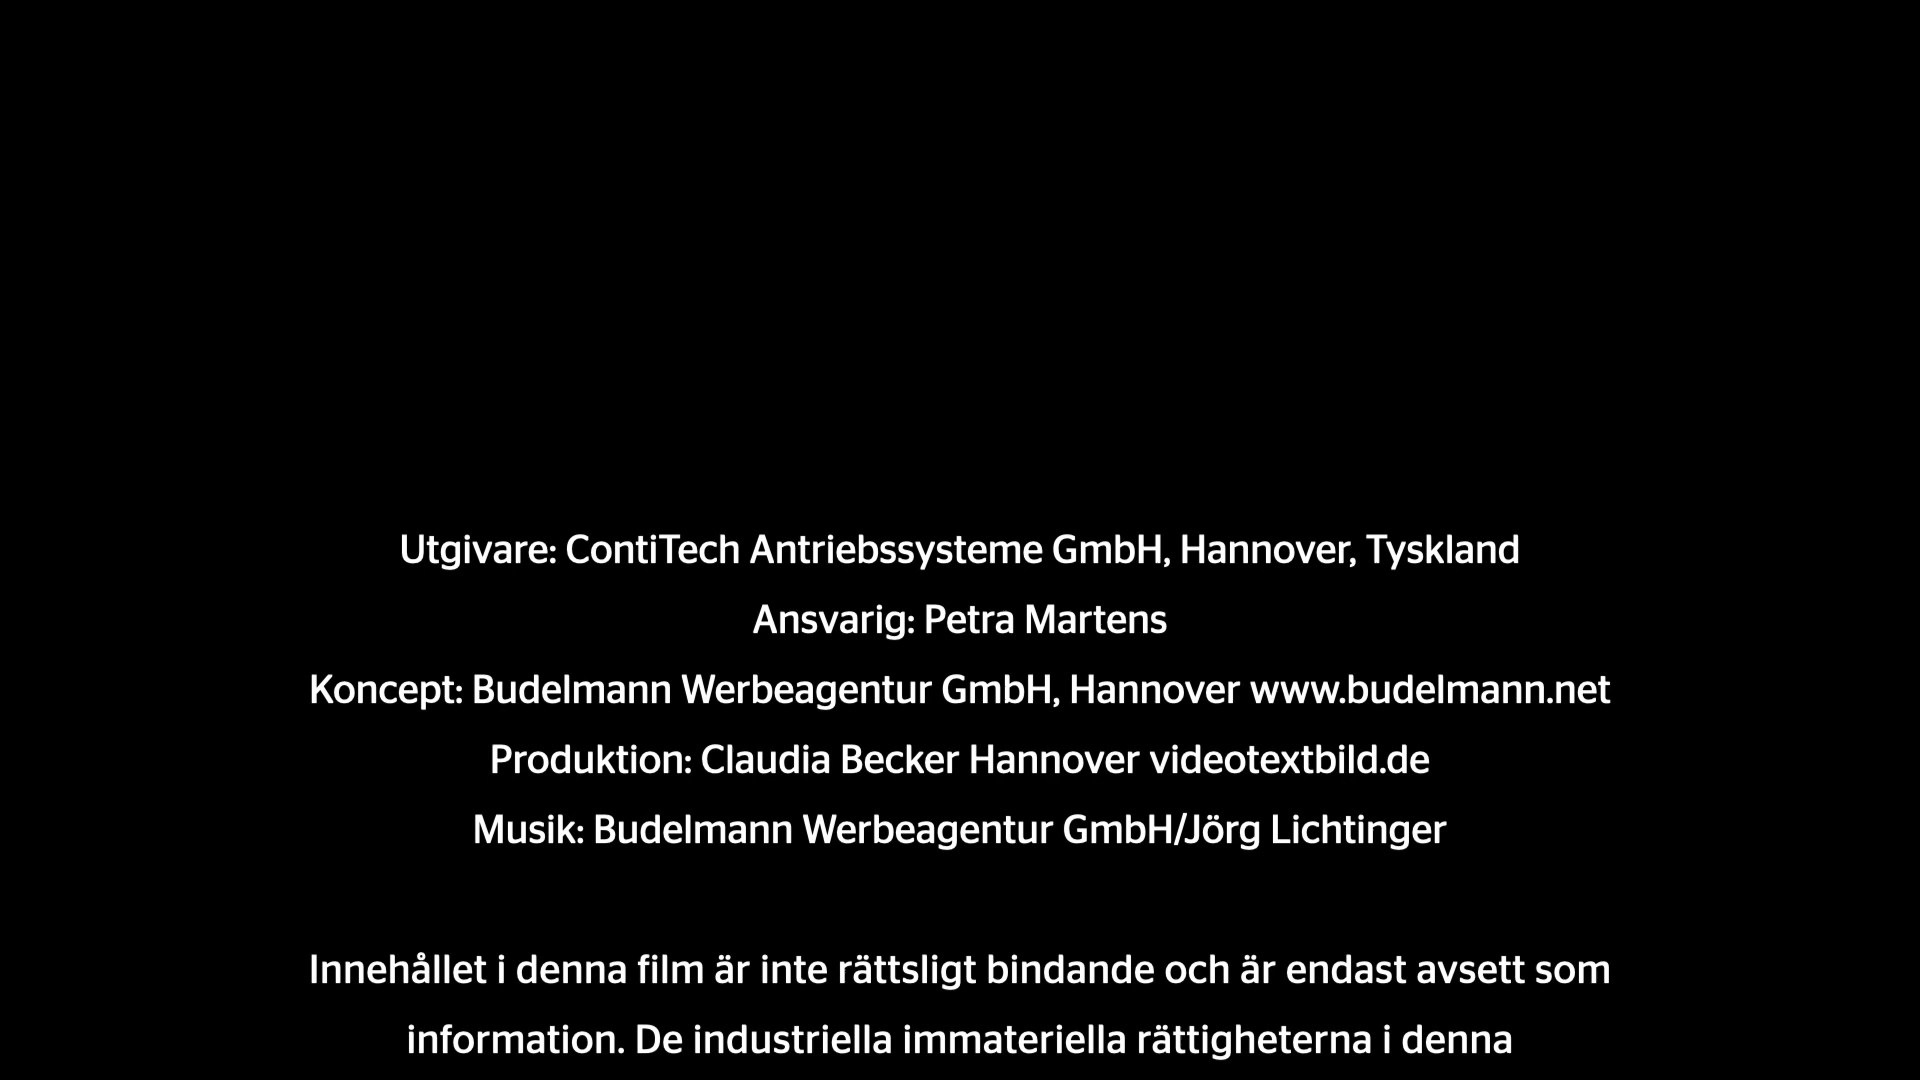 Utgivare: ContiTech Antriebssysteme GmbH, Hannover, Tyskland
Ansvarig: Petra Martens
Koncept: Budelmann Werbeagentur GmbH, Hannover www.budelmann.net
Produktion: Claudia Becker Hannover videotextbild.de
Musik: Budelmann Werbeagentur GmbH/Jörg Lichtinger
Innehållet i denna film är inte rättsligt bindande och är endast avsett som
information. De industriella immateriella rättigheterna i denna